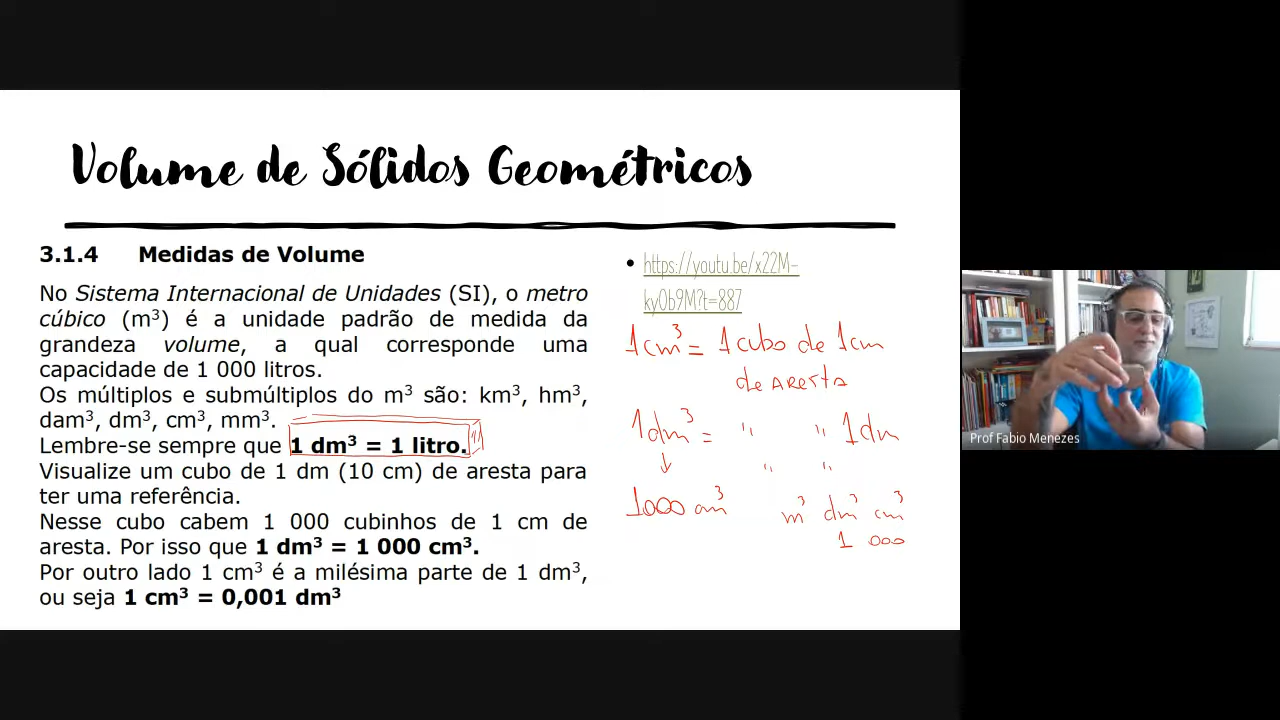 Volume de Sólidos Geométricos
3.1.4 Medidas de Volume
No Sistema Internacional de Unidades (SI), o metro
cúbico (m³) é a unidade padrão de medida da
grandeza volume, a qual corresponde uma
capacidade de 1 000 litros.
Os múltiplos e submúltiplos do m³ são: km³, hm³,
dam³, dm³, cm³, mm³.
Lembre-se sempre que 1 dm³ = 1 litro.
Visualize um cubo de 1 dm (10 cm) de aresta para
ter uma referência.
Nesse cubo cabem 1 000 cubinhos de 1 cm de
aresta. Por isso que 1 dm³ = 1 000 cm³.
Por outro lado 1 cm³ é a milésima parte de 1 dm³,
ou seja 1 cm³ = 0,001 dm³
• https://youtu.be/x22M-
ky0b9M?t=887
1cm³ = 1 cubo de 1cm
de aresta
1dm³ = " " 1dm
↓ " "
1000 cm³ m³ dm³ cm³
1 000
Prof Fabio Menezes